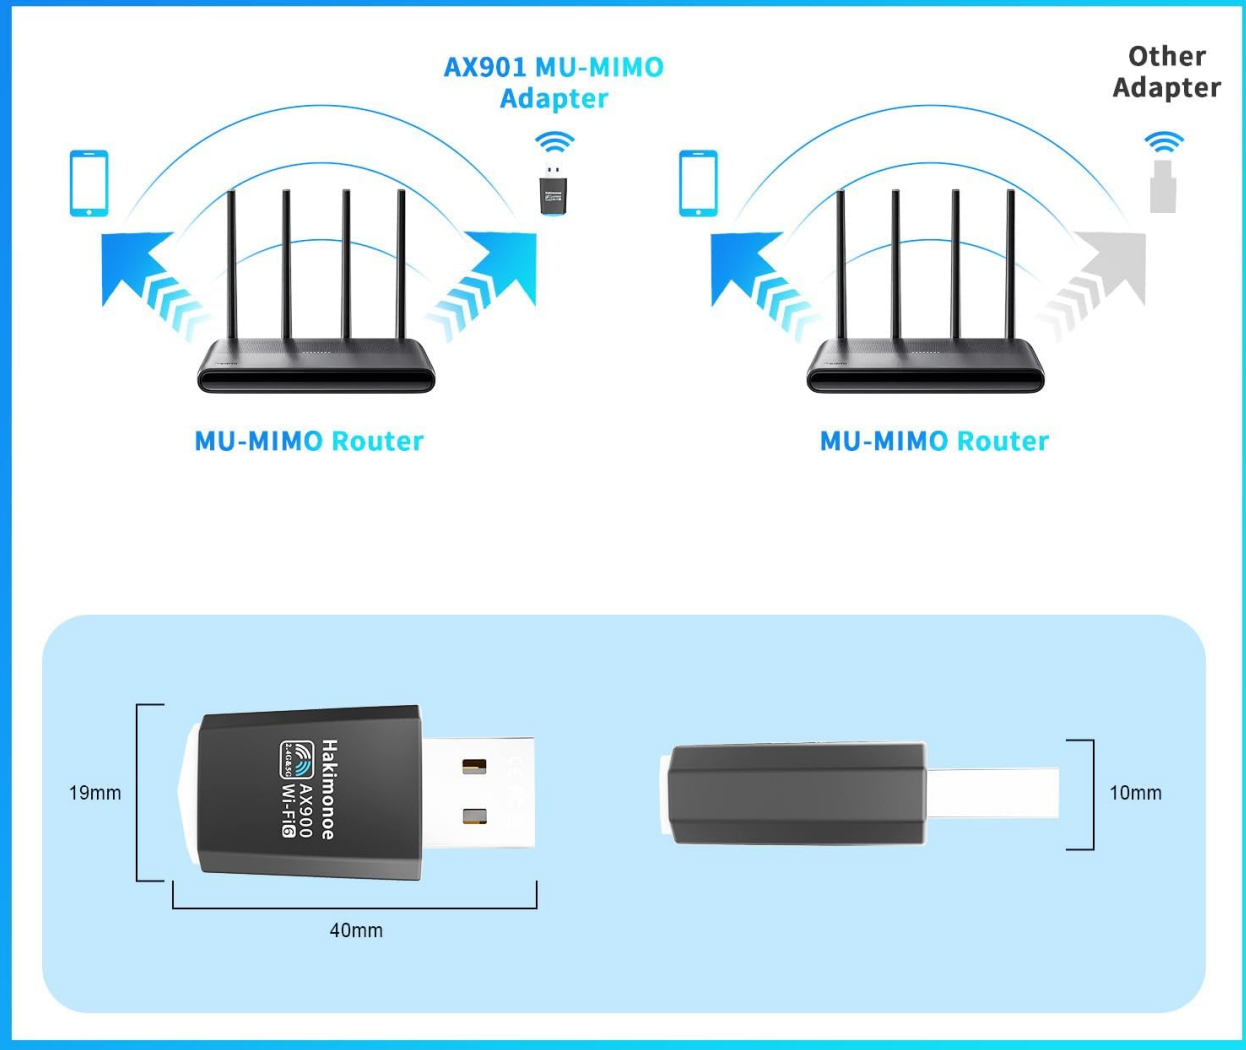 AX901 MU-MIMO
Adapter
Other
Adapter
MU-MIMO Router
MU-MIMO Router
19mm
Hakimonoe
AX900
Wi-Fi6
2.4G&5G
40mm
10mm